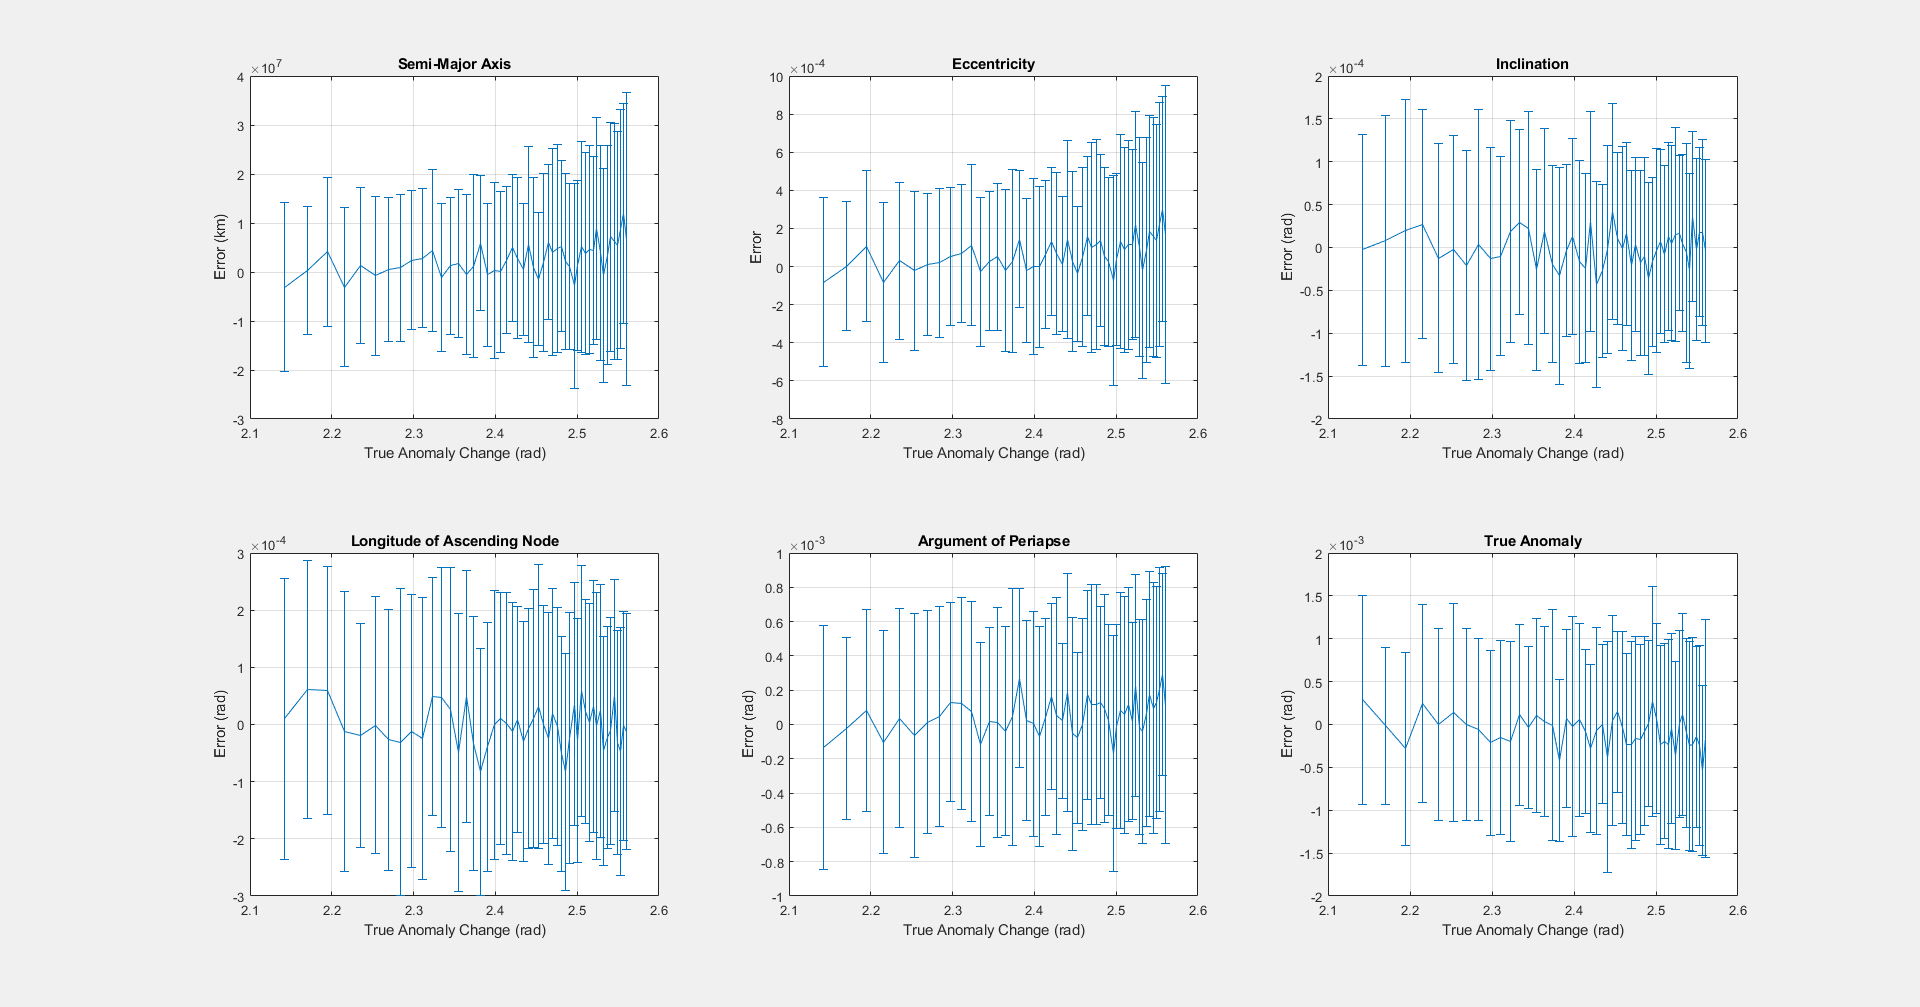 Semi-Major Axis
×10^7
4
3
2
1
0
-1
-2
-3
Error (km)
2.1 2.2 2.3 2.4 2.5 2.6
True Anomaly Change (rad)
Eccentricity
×10^-4
10
8
6
4
2
0
-2
-4
-6
-8
Error
2.1 2.2 2.3 2.4 2.5 2.6
True Anomaly Change (rad)
Inclination
×10^-4
2
1.5
1
0.5
0
-0.5
-1
-1.5
-2
Error (rad)
2.1 2.2 2.3 2.4 2.5 2.6
True Anomaly Change (rad)
Longitude of Ascending Node
×10^-4
3
2
1
0
-1
-2
-3
Error (rad)
2.1 2.2 2.3 2.4 2.5 2.6
True Anomaly Change (rad)
Argument of Periapse
×10^-3
1
0.8
0.6
0.4
0.2
0
-0.2
-0.4
-0.6
-0.8
-1
Error (rad)
2.1 2.2 2.3 2.4 2.5 2.6
True Anomaly Change (rad)
True Anomaly
×10^-3
2
1.5
1
0.5
0
-0.5
-1
-1.5
-2
Error (rad)
2.1 2.2 2.3 2.4 2.5 2.6
True Anomaly Change (rad)